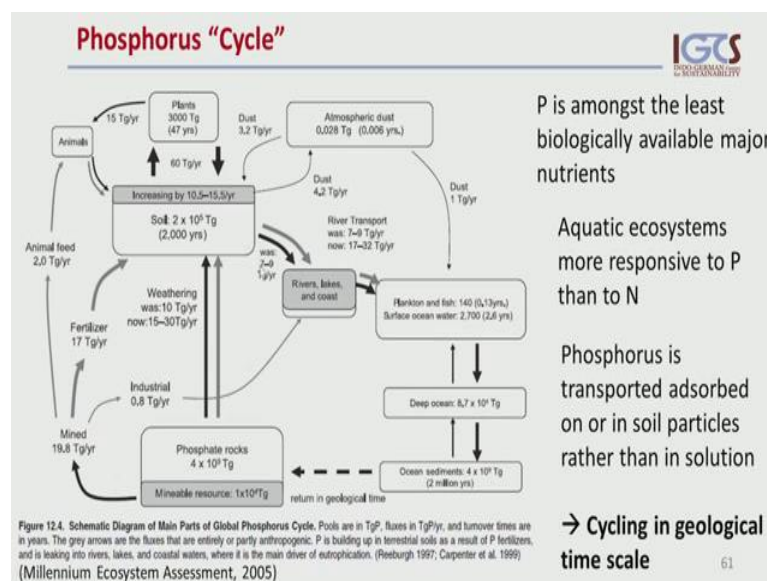 Phosphorus “Cycle”
IGCS
INDO-GERMAN Centre
for SUSTAINABILITY
Plants
3000 Tg
(47 yrs)
15 Tg/yr
Animals
60 Tg/yr
Dust
3.2 Tg/yr
Atmospheric dust
0.028 Tg (0.006 yrs.)
Increasing by 10.5–15.5/yr
Soil: 2 x 10⁵ Tg
(2,000 yrs)
Dust
4.2 Tg/yr
Dust
1 Tg/yr
River Transport
was: 7–9 Tg/yr
now: 17–32 Tg/yr
was:
Animal feed
2.0 Tg/yr
Weathering
was:10 Tg/yr
now:15–30Tg/yr
Rivers, lakes,
and coast
Plankton and fish: 140 (0.13yrs.)
Surface ocean water: 2,700 (2.6 yrs)
Fertilizer
17 Tg/yr
Industrial
0.8 Tg/yr
Deep ocean: 8.7 x 10⁴ Tg
Mined
19.8 Tg/yr
Phosphate rocks
4 x 10⁹ Tg
Mineable resource: 1x10⁴Tg
return in geological time
Ocean sediments: 4 x 10⁹ Tg
(2 million yrs)
P is amongst the least
biologically available major
nutrients
Aquatic ecosystems
more responsive to P
than to N
Phosphorus is
transported adsorbed
on or in soil particles
rather than in solution
→ Cycling in geological
time scale
Figure 12.4. Schematic Diagram of Main Parts of Global Phosphorus Cycle. Pools are in TgP, fluxes in TgP/yr, and turnover times are
in years. The grey arrows are the fluxes that are entirely or partly anthropogenic. P is building up in terrestrial soils as a result of P fertilizers,
and is leaking into rivers, lakes, and coastal waters, where it is the main driver of eutrophication. (Reeburgh 1997; Carpenter et al. 1999)
(Millennium Ecosystem Assessment, 2005)
61